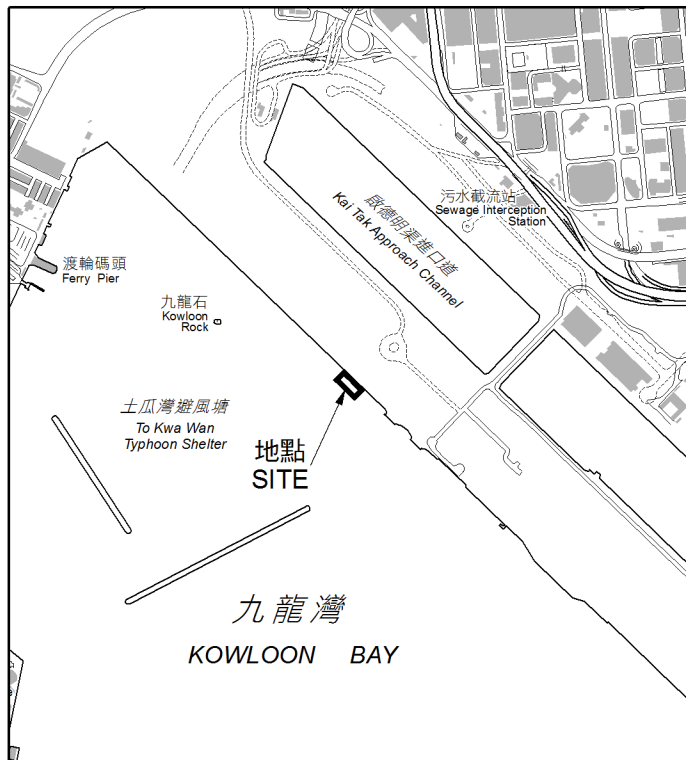 污水截流站
Sewage Interception
Station
啟德明渠進口道
Kai Tak Approach Channel
渡輪碼頭
Ferry Pier
九龍石
Kowloon
Rock
土瓜灣避風塘
To Kwa Wan
Typhoon Shelter
地點
SITE
九龍灣
KOWLOON BAY